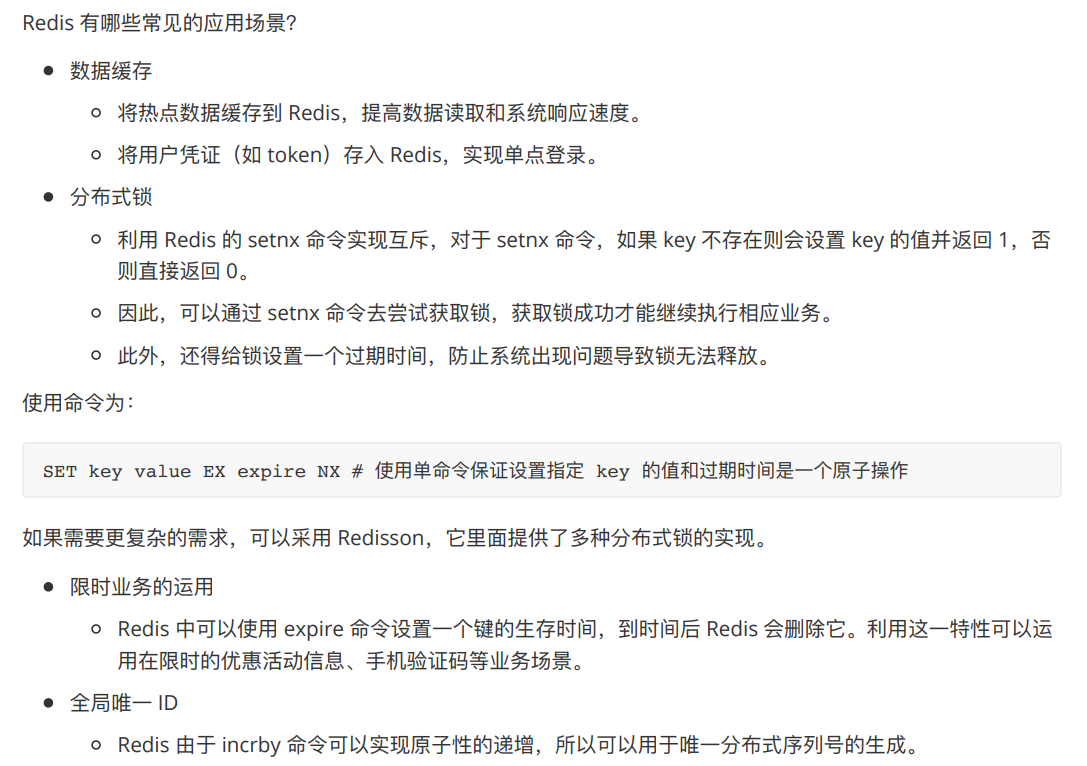 Redis 有哪些常见的应用场景?
● 数据缓存
○ 将热点数据缓存到 Redis，提高数据读取和系统响应速度。
○ 将用户凭证（如 token）存入 Redis，实现单点登录。
● 分布式锁
○ 利用 Redis 的 setnx 命令实现互斥，对于 setnx 命令，如果 key 不存在则会设置 key 的值并返回 1，否
则直接返回 0。
○ 因此，可以通过 setnx 命令去尝试获取锁，获取锁成功才能继续执行相应业务。
○ 此外，还得给锁设置一个过期时间，防止系统出现问题导致锁无法释放。
使用命令为：
SET key value EX expire NX # 使用单命令保证设置指定 key 的值和过期时间是一个原子操作
如果需要更复杂的需求，可以采用 Redisson，它里面提供了多种分布式锁的实现。
● 限时业务的运用
○ Redis 中可以使用 expire 命令设置一个键的生存时间，到时间后 Redis 会删除它。利用这一特性可以运
用在限时的优惠活动信息、手机验证码等业务场景。
● 全局唯一 ID
○ Redis 由于 incrby 命令可以实现原子性的递增，所以可以用于唯一分布式序列号的生成。